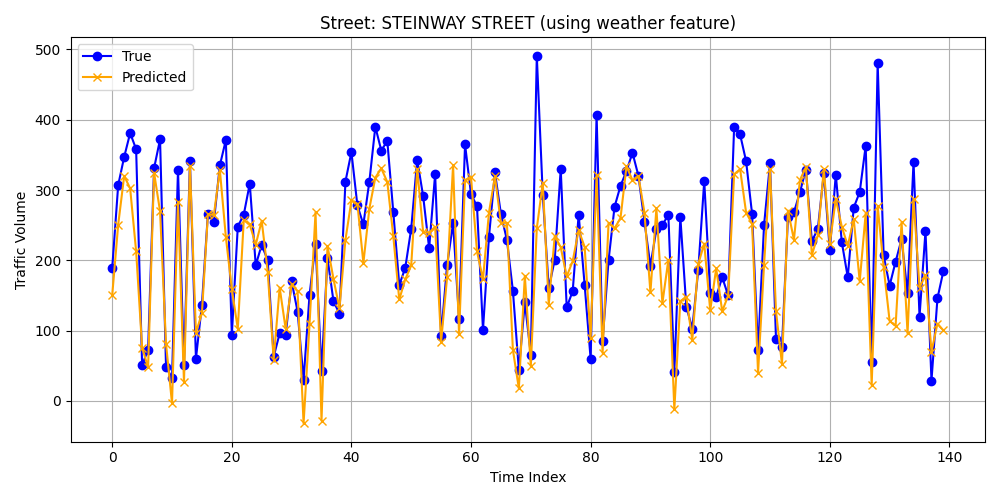 Street: STEINWAY STREET (using weather feature)
True
Predicted
Traffic Volume
500
400
300
200
100
0
0 20 40 60 80 100 120 140
Time Index